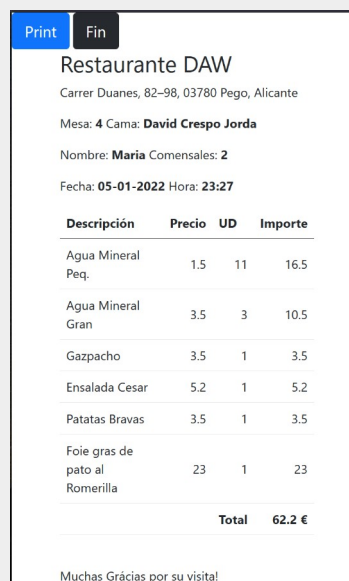 Print Fin
Restaurante DAW
Carrer Duanes, 82–98, 03780 Pego, Alicante
Mesa: 4 Cama: David Crespo Jorda
Nombre: Maria Comensales: 2
Fecha: 05-01-2022 Hora: 23:27
Descripción Precio UD Importe
Agua Mineral
Peq. 1.5 11 16.5
Agua Mineral
Gran 3.5 3 10.5
Gazpacho 3.5 1 3.5
Ensalada Cesar 5.2 1 5.2
Patatas Bravas 3.5 1 3.5
Foie gras de
pato al 23 1 23
Romerilla
Total 62.2 €
Muchas Grácias por su visita!